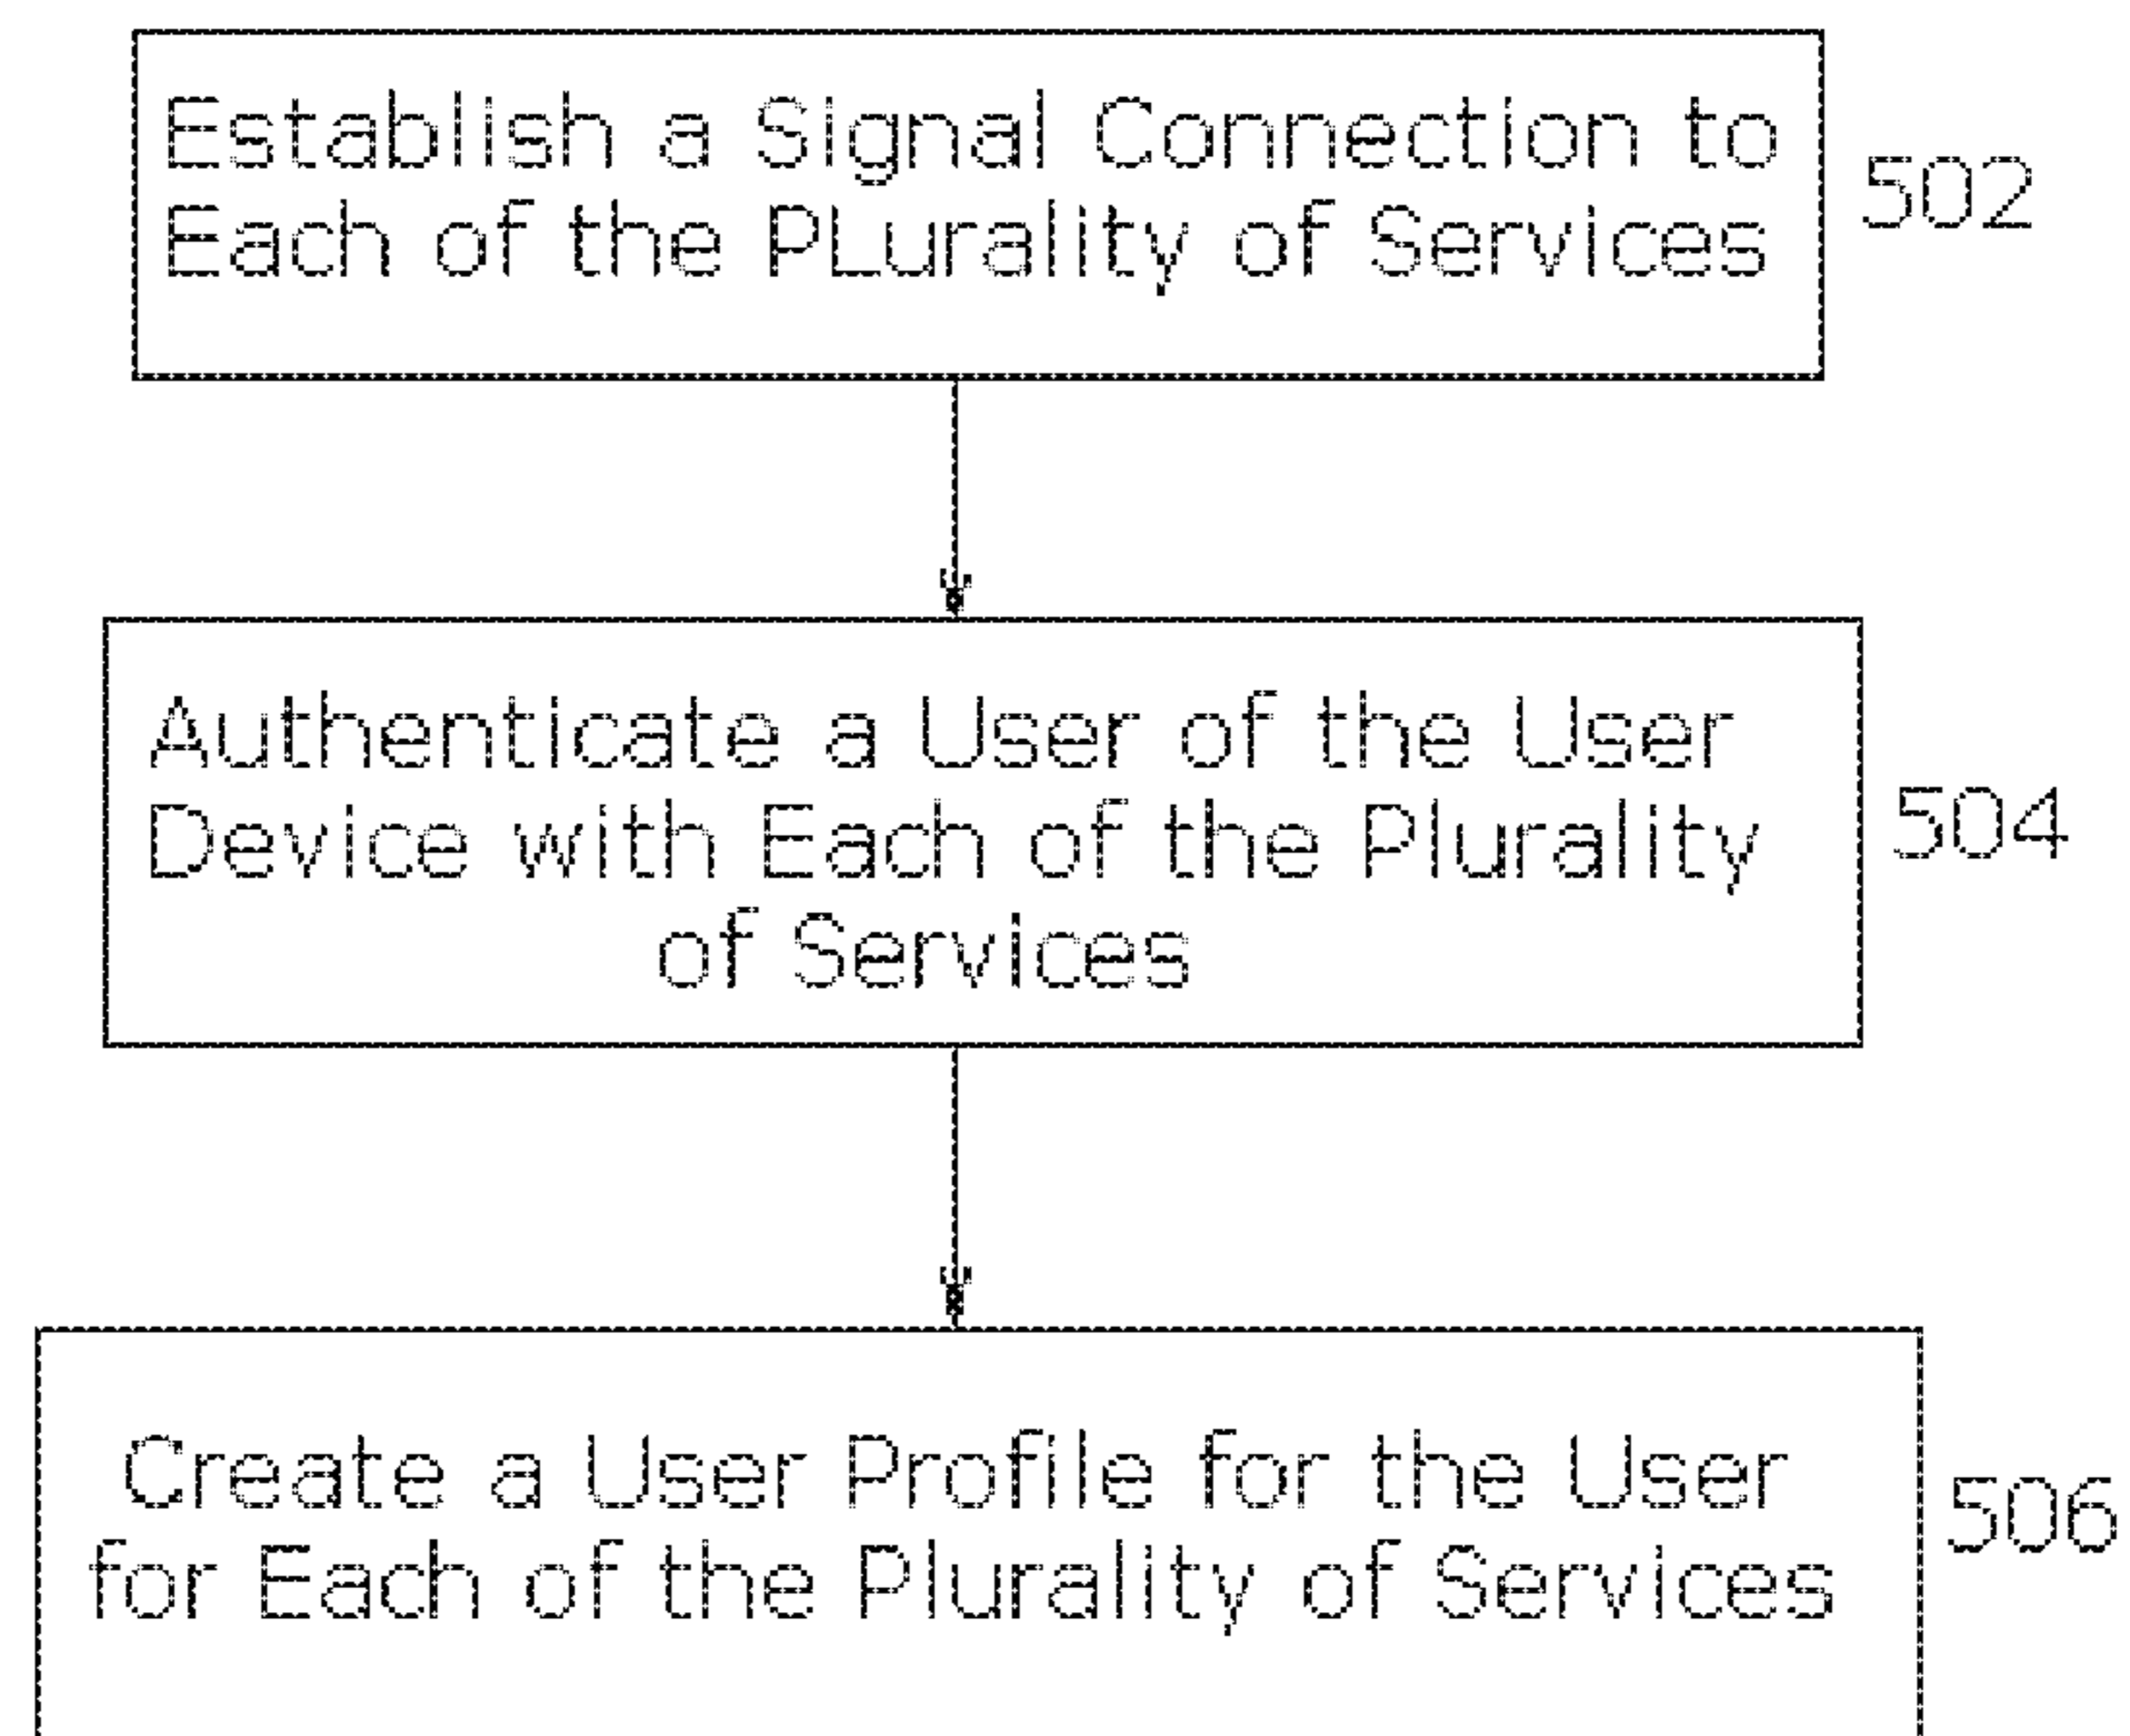 Establish a Signal Connection to
Each of the PLurality of Services
502
Authenticate a User of the User
Device with Each of the Plurality
of Services
504
Create a User Profile for the User
for Each of the Plurality of Services
506